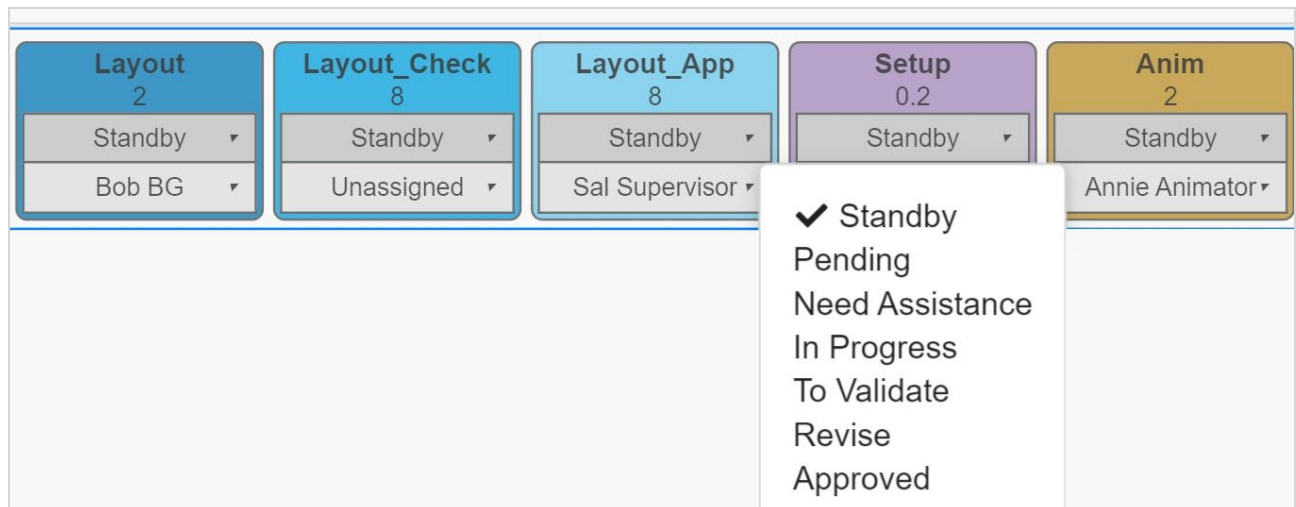 Layout Layout_Check Layout_App Setup Anim
2 8 8 0.2 2
Standby Standby Standby Standby Standby
Bob BG Unassigned Sal Supervisor Annie Animator
Standby
Pending
Need Assistance
In Progress
To Validate
Revise
Approved